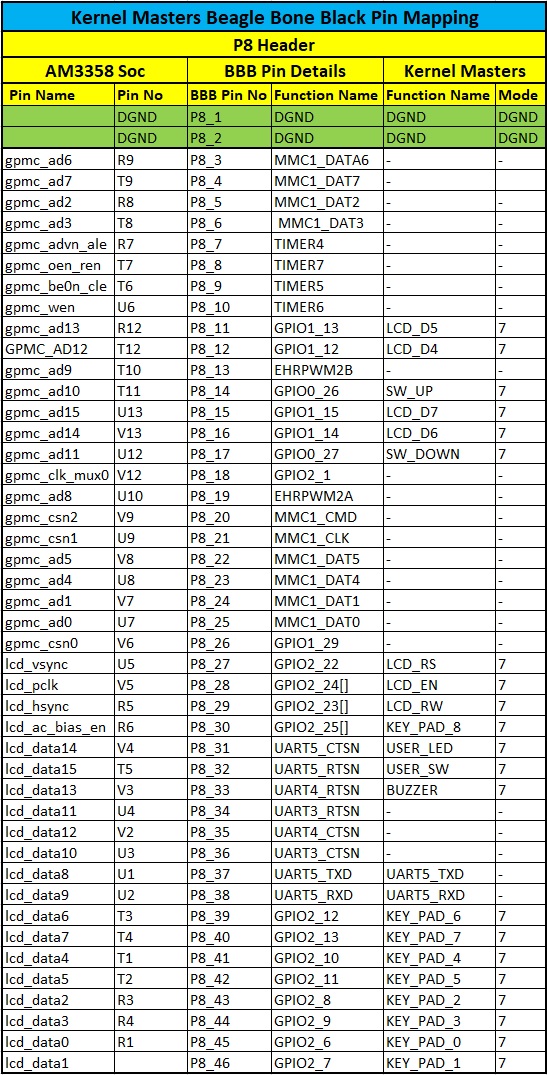 Kernel Masters Beagle Bone Black Pin Mapping
P8 Header
AM3358 Soc BBB Pin Details Kernel Masters
Pin Name Pin No BBB Pin No Function Name Function Name Mode
DGND P8_1 DGND DGND DGND
DGND P8_2 DGND DGND DGND
gpmc_ad6 R9 P8_3 MMC1_DATA6 - -
gpmc_ad7 T9 P8_4 MMC1_DAT7 - -
gpmc_ad2 R8 P8_5 MMC1_DAT2 - -
gpmc_ad3 T8 P8_6 MMC1_DAT3 - -
gpmc_advn_ale R7 P8_7 TIMER4 - -
gpmc_oen_ren T7 P8_8 TIMER7 - -
gpmc_be0n_cle T6 P8_9 TIMER5 - -
gpmc_wen U6 P8_10 TIMER6 - -
gpmc_ad13 R12 P8_11 GPIO1_13 LCD_D5 7
GPMC_AD12 T12 P8_12 GPIO1_12 LCD_D4 7
gpmc_ad9 T10 P8_13 EHRPWM2B - -
gpmc_ad10 T11 P8_14 GPIO0_26 SW_UP 7
gpmc_ad15 U13 P8_15 GPIO1_15 LCD_D7 7
gpmc_ad14 V13 P8_16 GPIO1_14 LCD_D6 7
gpmc_ad11 U12 P8_17 GPIO0_27 SW_DOWN 7
gpmc_clk_mux0 V12 P8_18 GPIO2_1 - -
gpmc_ad8 U10 P8_19 EHRPWM2A - -
gpmc_csn2 V9 P8_20 MMC1_CMD - -
gpmc_csn1 U9 P8_21 MMC1_CLK - -
gpmc_ad5 V8 P8_22 MMC1_DAT5 - -
gpmc_ad4 U8 P8_23 MMC1_DAT4 - -
gpmc_ad1 V7 P8_24 MMC1_DAT1 - -
gpmc_ad0 U7 P8_25 MMC1_DAT0 - -
gpmc_csn0 V6 P8_26 GPIO1_29 - -
lcd_vsync U5 P8_27 GPIO2_22 LCD_RS 7
lcd_pclk V5 P8_28 GPIO2_24[] LCD_EN 7
lcd_hsync R5 P8_29 GPIO2_23[] LCD_RW 7
lcd_ac_bias_en R6 P8_30 GPIO2_25[] KEY_PAD_8 7
lcd_data14 V4 P8_31 UART5_CTSN USER_LED 7
lcd_data15 T5 P8_32 UART5_RTSN USER_SW 7
lcd_data13 V3 P8_33 UART4_RTSN BUZZER 7
lcd_data11 U4 P8_34 UART3_RTSN - -
lcd_data12 V2 P8_35 UART4_CTSN - -
lcd_data10 U3 P8_36 UART3_CTSN - -
lcd_data8 U1 P8_37 UART5_TXD UART5_TXD -
lcd_data9 U2 P8_38 UART5_RXD UART5_RXD -
lcd_data6 T3 P8_39 GPIO2_12 KEY_PAD_6 7
lcd_data7 T4 P8_40 GPIO2_13 KEY_PAD_7 7
lcd_data4 T1 P8_41 GPIO2_10 KEY_PAD_4 7
lcd_data5 T2 P8_42 GPIO2_11 KEY_PAD_5 7
lcd_data2 R3 P8_43 GPIO2_8 KEY_PAD_2 7
lcd_data3 R4 P8_44 GPIO2_9 KEY_PAD_3 7
lcd_data0 R1 P8_45 GPIO2_6 KEY_PAD_0 7
lcd_data1 P8_46 GPIO2_7 KEY_PAD_1 7